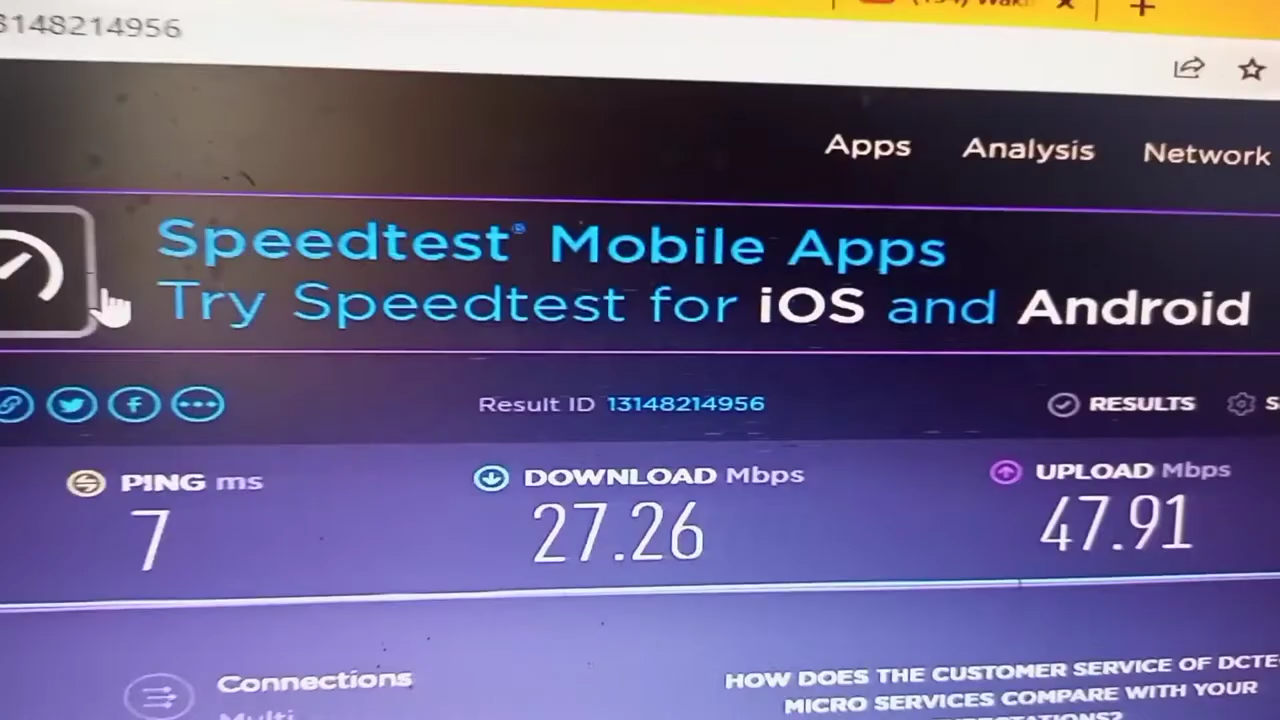 3148214956
Apps Analysis Network
Speedtest® Mobile Apps
Try Speedtest for iOS and Android
Result ID 13148214956
RESULTS
PING ms
7
DOWNLOAD Mbps
27.26
UPLOAD Mbps
47.91
Connections
Multi
HOW DOES THE CUSTOMER SERVICE OF DCTE
MICRO SERVICES COMPARE WITH YOUR